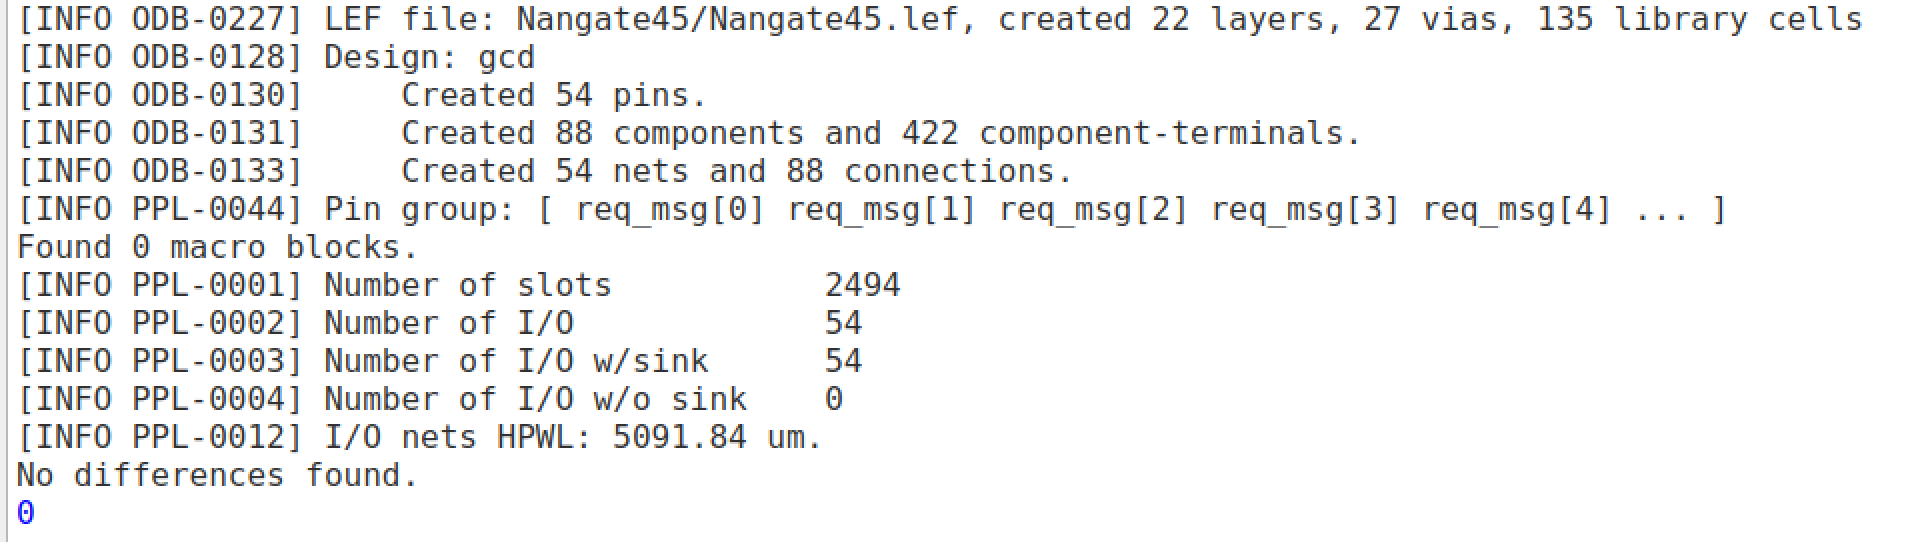 [INFO ODB-0227] LEF file: Nangate45/Nangate45.lef, created 22 layers, 27 vias, 135 library cells
[INFO ODB-0128] Design: gcd
[INFO ODB-0130]     Created 54 pins.
[INFO ODB-0131]     Created 88 components and 422 component-terminals.
[INFO ODB-0133]     Created 54 nets and 88 connections.
[INFO PPL-0044] Pin group: [ req_msg[0] req_msg[1] req_msg[2] req_msg[3] req_msg[4] ... ]
Found 0 macro blocks.
[INFO PPL-0001] Number of slots           2494
[INFO PPL-0002] Number of I/O             54
[INFO PPL-0003] Number of I/O w/sink      54
[INFO PPL-0004] Number of I/O w/o sink    0
[INFO PPL-0012] I/O nets HPWL: 5091.84 um.
No differences found.
0